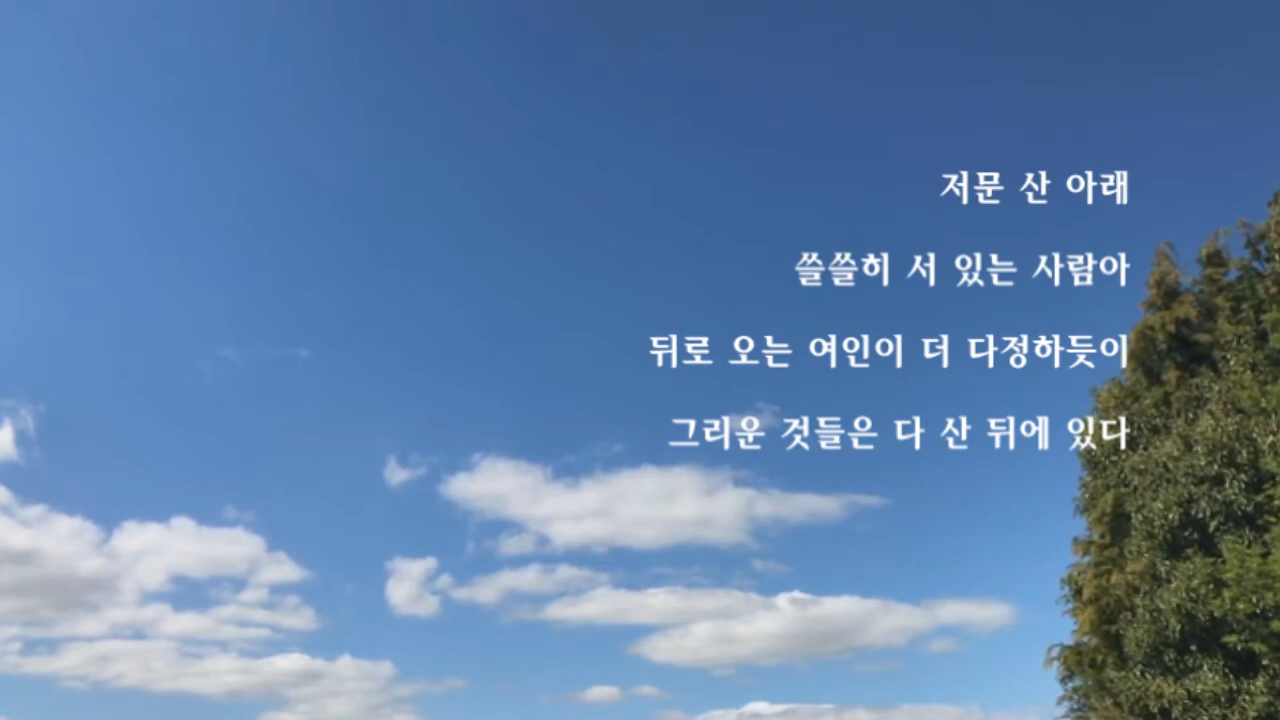 저문 산 아래
쓸쓸히 서 있는 사람아
뒤로 오는 여인이 더 다정하듯이
그리운 것들은 다 산 뒤에 있다